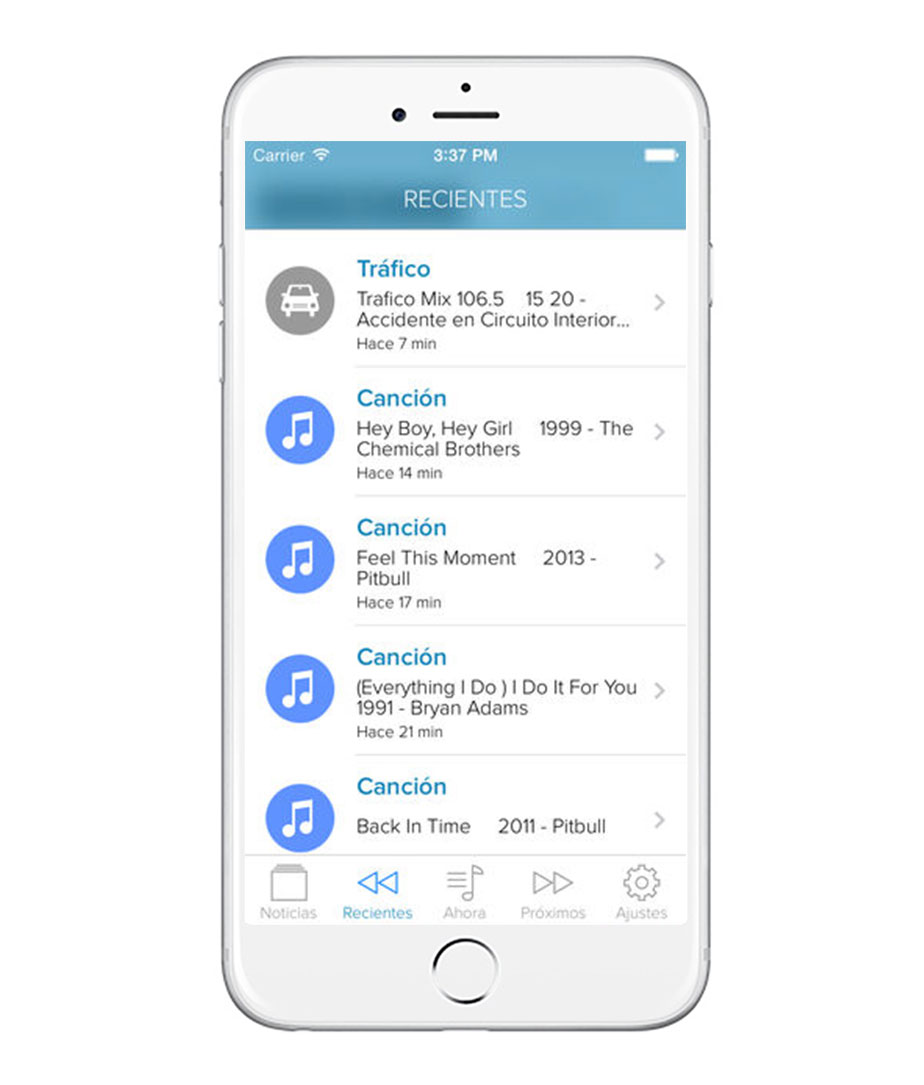 Carrier 3:37 PM
RECIENTES
Tráfico
Trafico Mix 106.5 15 20 -
Accidente en Circuito Interior...
Hace 7 min
Canción
Hey Boy, Hey Girl 1999 - The
Chemical Brothers
Hace 14 min
Canción
Feel This Moment 2013 -
Pitbull
Hace 17 min
Canción
(Everything I Do ) I Do It For You
1991 - Bryan Adams
Hace 21 min
Canción
Back In Time 2011 - Pitbull
Noticias Recientes Ahora Próximos Ajustes